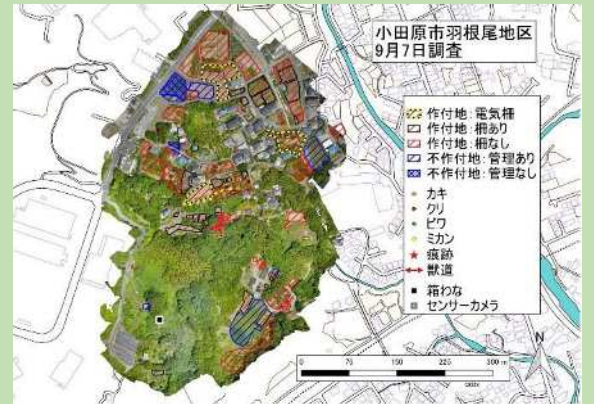 小田原市羽根尾地区
9月7日調査
作付地:電気柵
作付地:柵あり
作付地:柵なし
不作付地:管理あり
不作付地:管理なし
カキ
クリ
ビワ
ミカン
痕跡
獣道
箱わな
センサーカメラ
N
0 75 150 225 300 m